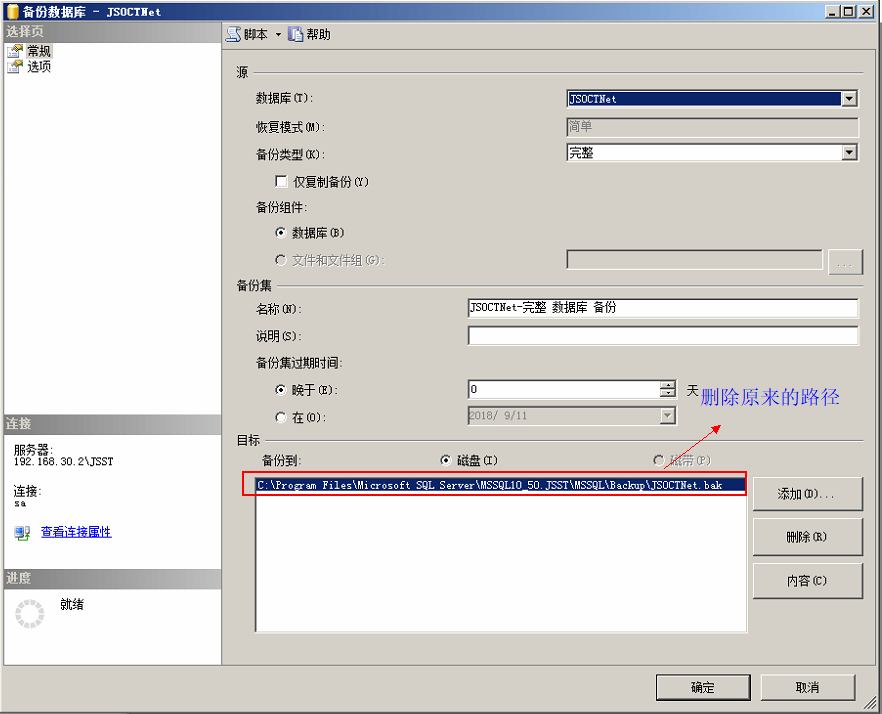 备份数据库 - JSOCTNet
选择页
常规
选项
脚本
帮助
源
数据库(T):
JSOCTNet
恢复模式(M):
简单
备份类型(K):
完整
仅复制备份(Y)
备份组件:
数据库(B)
文件和文件组(G):
...
备份集
名称(N):
JSOCTNet-完整 数据库 备份
说明(S):
备份集过期时间:
晚于(E):
0
天
删除原来的路径
在(O):
2018/ 9/11
目标
备份到:
磁盘(I)
磁带(P)
C:\Program Files\Microsoft SQL Server\MSSQL10_50.JSST\MSSQL\Backup\JSOCTNet.bak
添加(D)...
删除(R)
内容(C)
连接
服务器:
192.168.30.2\JSST
连接:
sa
查看连接属性
进度
就绪
确定
取消